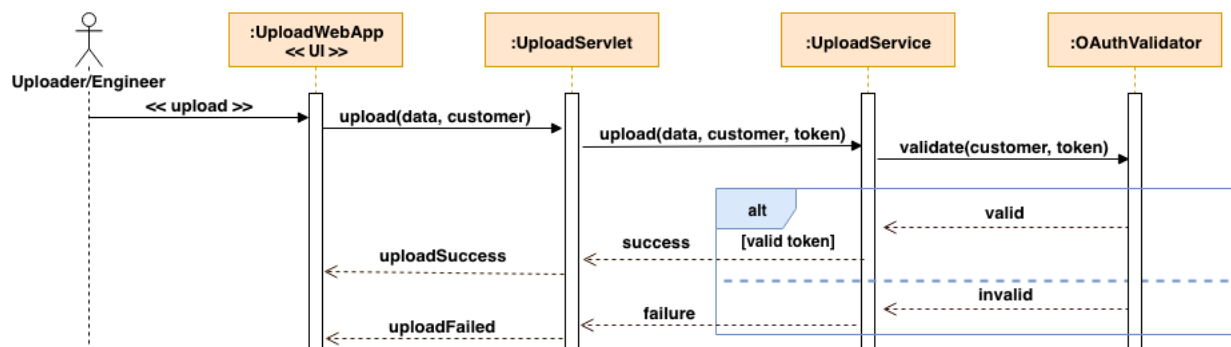 :UploadWebApp
<< UI >>
:UploadServlet
:UploadService
:OAuthValidator
Uploader/Engineer
<< upload >>
upload(data, customer)
upload(data, customer, token)
validate(customer, token)
alt
valid
[valid token]
success
uploadSuccess
invalid
failure
uploadFailed